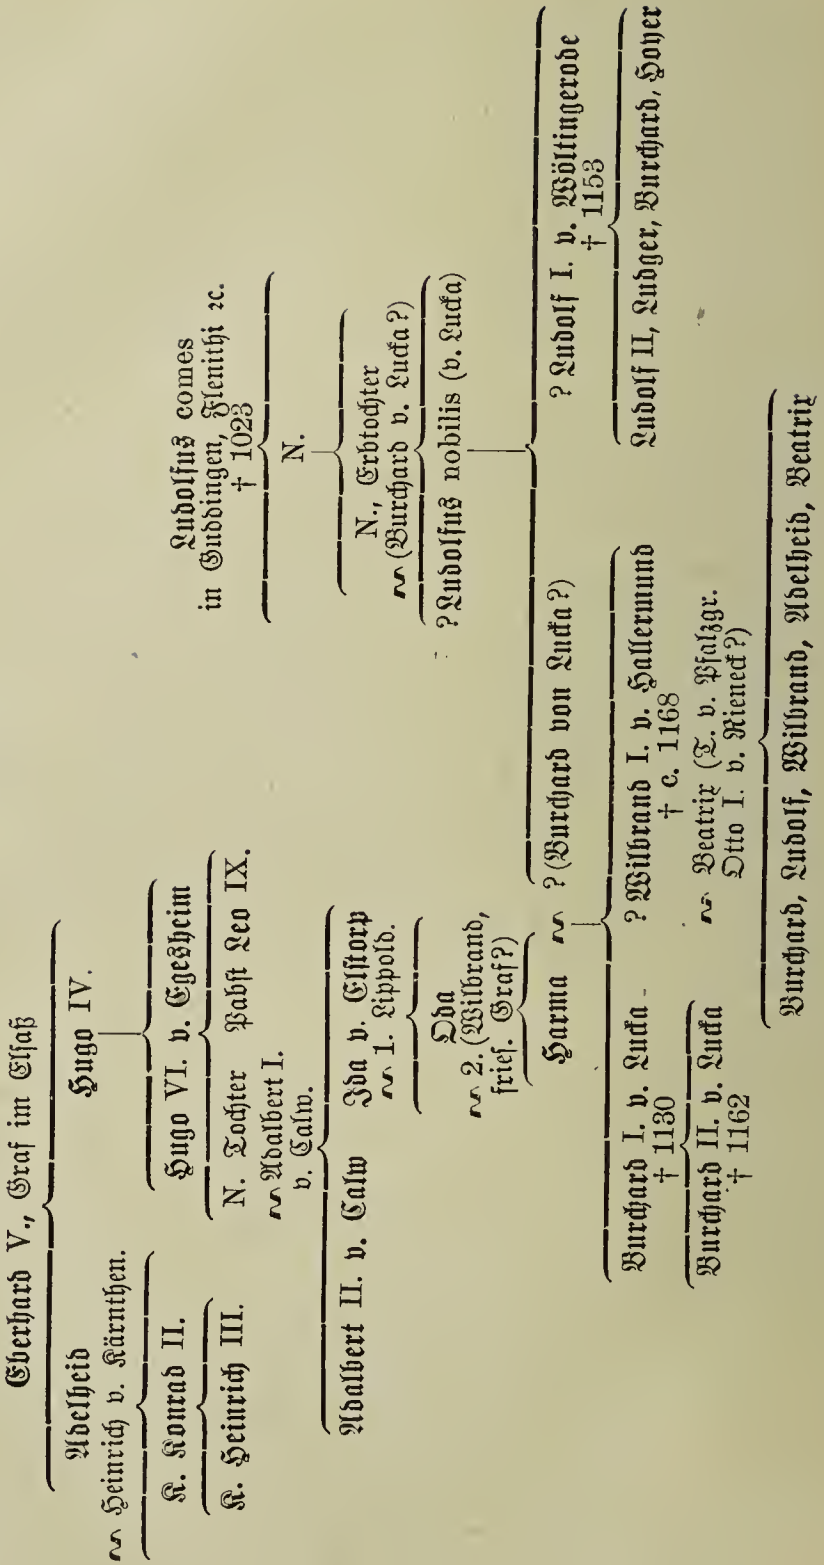 Eberhard V., Graf im Elsaß
Adelheid
∾ Heinrich v. Kärnthen.
Hugo IV.
K. Konrad II.
K. Heinrich III.
Hugo VI. v. Egesheim
N. Tochter Pabst Leo IX.
∾ Adalbert I.
v. Calw.
Adalbert II. v. Calw
Ida v. Elstorp
∾ 1. Lippold.
Oda
∾ 2. (Wilbrand,
fries. Graf?)
Ludolfus comes
in Guddingen, Flenithi ꝛc.
† 1023
N.
N., Erbtochter
∾ (Burchard v. Lucka?)
? Ludolfus nobilis (v. Lucka)
Harma ∾ ? (Burchard von Lucka?)
? Ludolf I. v. Wöltingerode
† 1153
Burchard I. v. Lucka
† 1130
? Wilbrand I. v. Hallermund
† c. 1168
Ludolf II, Ludger, Burchard, Hoyer
Burchard II. v. Lucka
† 1162
∾ Beatrix (T. v. Pfalzgr.
Otto I. v. Rieneck?)
Burchard, Ludolf, Wilbrand, Adelheid, Beatrix